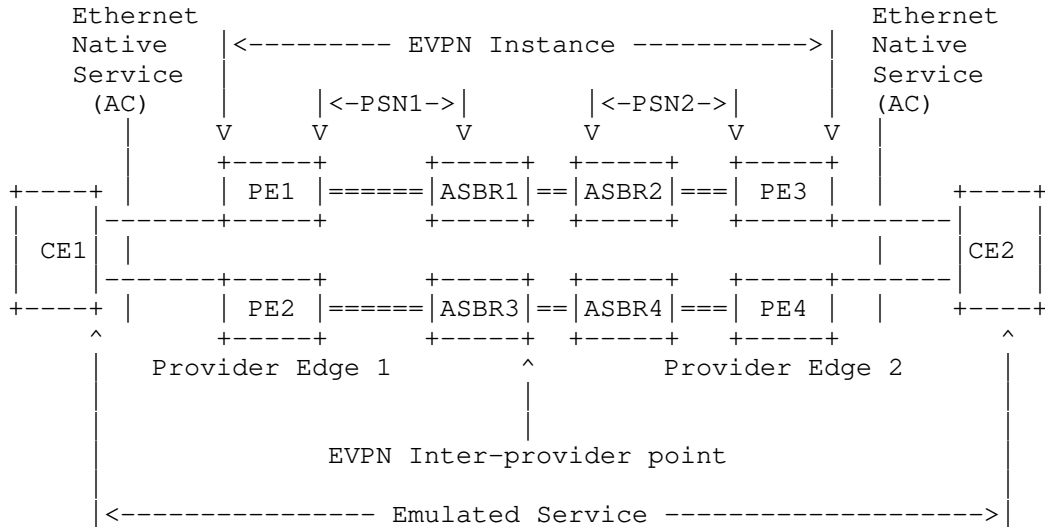 Ethernet Ethernet
Native |<--------- EVPN Instance ----------->| Native
Service | | Service
(AC) | |<-PSN1->| |<-PSN2->| | (AC)
| V V V V V V |
| +-----+ +-----+ +-----+ +-----+ |
+----+ | | PE1 |======|ASBR1|==|ASBR2|===| PE3 | | +----+
| |-------+-----+ +-----+ +-----+ +-----+-------| |
| CE1| | | |CE2 |
| |-------+-----+ +-----+ +-----+ +-----+-------| |
+----+ | | PE2 |======|ASBR3|==|ASBR4|===| PE4 | | +----+
^ +-----+ +-----+ +-----+ +-----+ ^
| Provider Edge 1 ^ Provider Edge 2 |
| | |
| | |
| | |
| EVPN Inter-provider point |
| |
|<---------------- Emulated Service -------------------->|